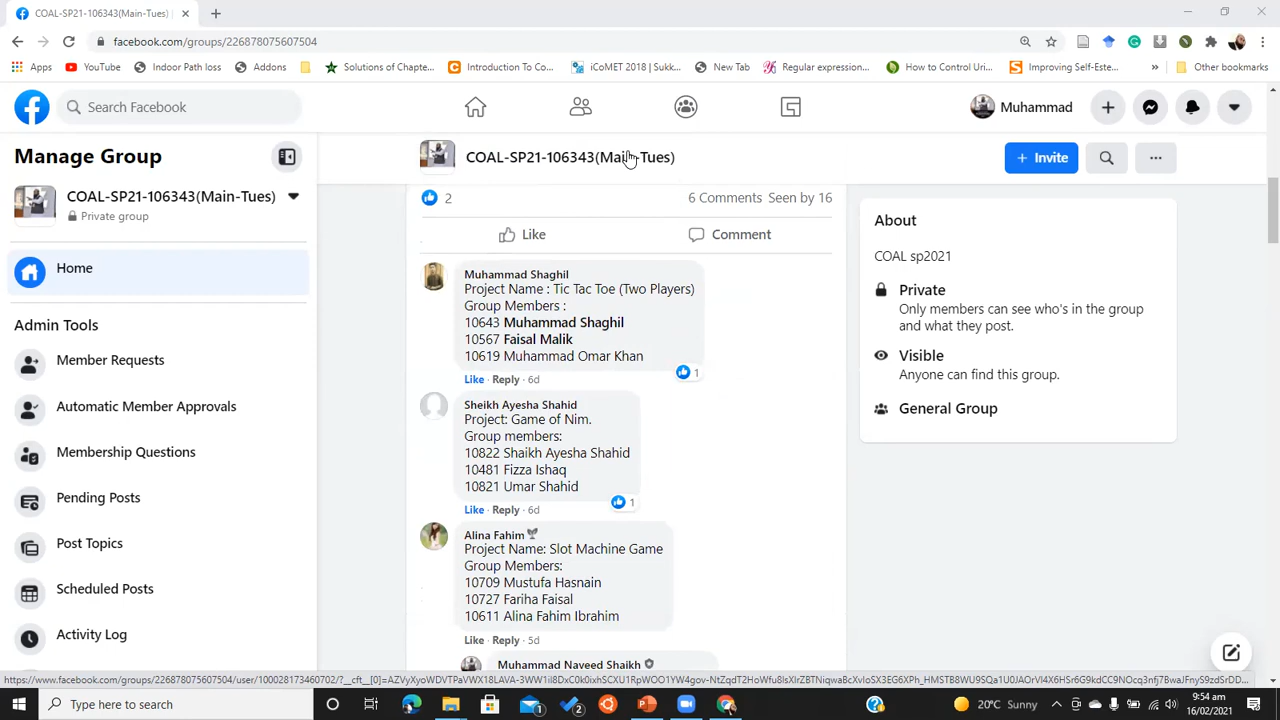 COAL-SP21-106343(Main-Tues) |
facebook.com/groups/226878075607504
Apps
YouTube
Indoor Path loss
Addons
Solutions of Chapte...
Introduction To Co...
iCoMET 2018 | Sukk...
New Tab
Regular expression...
How to Control Uri...
Improving Self-Este...
»
Other bookmarks
Search Facebook
Muhammad
Manage Group
COAL-SP21-106343(Main-Tues)
Private group
Home
Admin Tools
Member Requests
Automatic Member Approvals
Membership Questions
Pending Posts
Post Topics
Scheduled Posts
Activity Log
COAL-SP21-106343(Main-Tues)
+ Invite
2
6 Comments Seen by 16
Like
Comment
Muhammad Shaghil
Project Name : Tic Tac Toe (Two Players)
Group Members :
10643 Muhammad Shaghil
10567 Faisal Malik
10619 Muhammad Omar Khan
1
Like · Reply · 6d
Sheikh Ayesha Shahid
Project: Game of Nim.
Group members:
10822 Shaikh Ayesha Shahid
10481 Fizza Ishaq
10821 Umar Shahid
1
Like · Reply · 6d
Alina Fahim
Project Name: Slot Machine Game
Group Members:
10709 Mustufa Hasnain
10727 Fariha Faisal
10611 Alina Fahim Ibrahim
Like · Reply · 5d
Muhammad Naveed Shaikh
About
COAL sp2021
Private
Only members can see who's in the group
and what they post.
Visible
Anyone can find this group.
General Group
Type here to search
1
2
20°C Sunny
9:54 am
16/02/2021